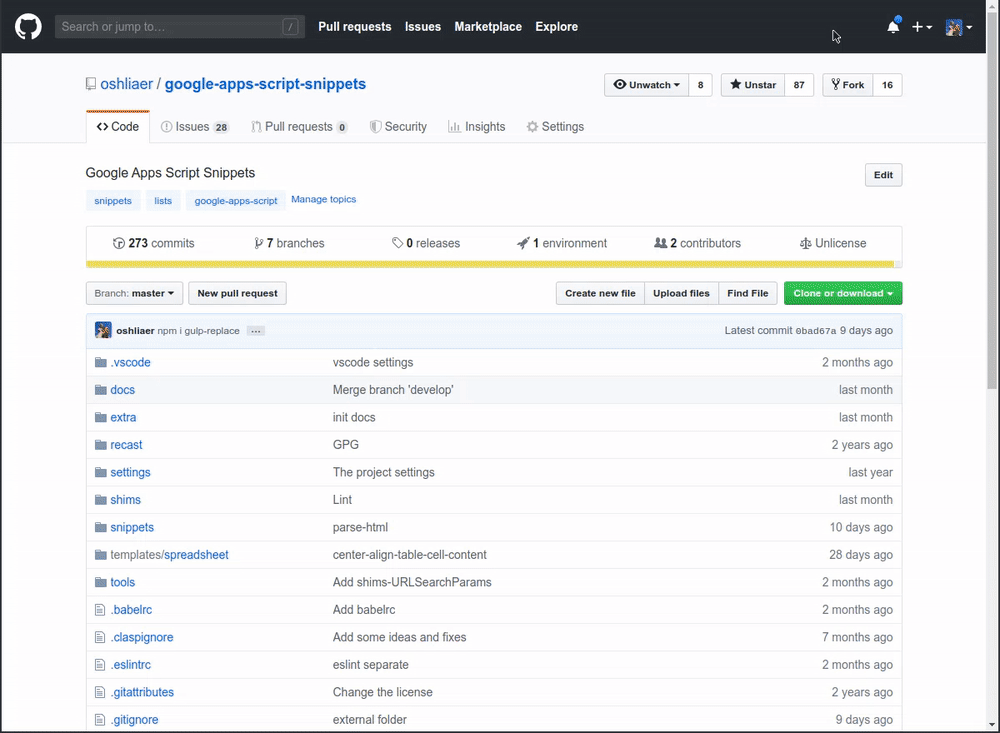 Search or jump to… / Pull requests Issues Marketplace Explore
oshliaer / google-apps-script-snippets Unwatch 8 Unstar 87 Fork 16
Code Issues 28 Pull requests 0 Security Insights Settings
Google Apps Script Snippets Edit
snippets lists google-apps-script Manage topics
273 commits 7 branches 0 releases 1 environment 2 contributors Unlicense
Branch: master New pull request Create new file Upload files Find File Clone or download
oshliaer npm i gulp-replace … Latest commit 0bad67a 9 days ago
.vscode vscode settings 2 months ago
docs Merge branch 'develop' last month
extra init docs last month
recast GPG 2 years ago
settings The project settings last year
shims Lint last month
snippets parse-html 10 days ago
templates/spreadsheet center-align-table-cell-content 28 days ago
tools Add shims-URLSearchParams 2 months ago
.babelrc Add babelrc 2 months ago
.claspignore Add some ideas and fixes 7 months ago
.eslintrc eslint separate 2 months ago
.gitattributes Change the license 2 years ago
.gitignore external folder 9 days ago